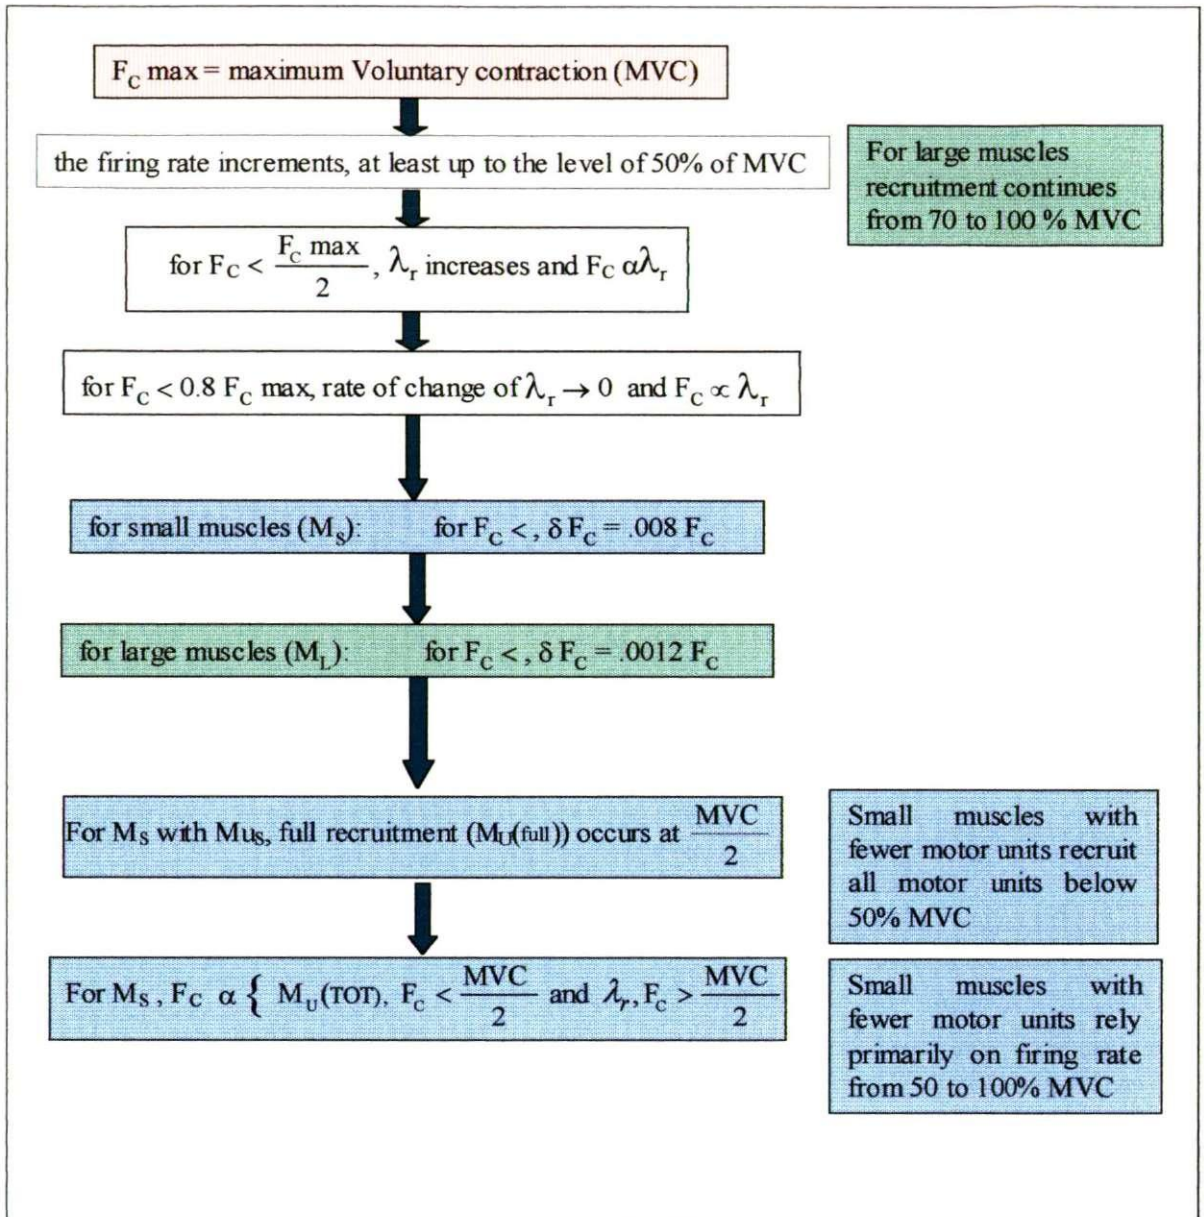 F_C max = maximum Voluntary contraction (MVC)
the firing rate increments, at least up to the level of 50% of MVC
For large muscles
recruitment continues
from 70 to 100 % MVC
for F_C < F_C max / 2 , λ_r increases and F_C αλ_r
for F_C < 0.8 F_C max, rate of change of λ_r → 0 and F_C ∝ λ_r
for small muscles (M_S): for F_C < , δ F_C = .008 F_C
for large muscles (M_L): for F_C < , δ F_C = .0012 F_C
For M_S with Mu_S, full recruitment (M_U(full)) occurs at MVC / 2
Small muscles with
fewer motor units recruit
all motor units below
50% MVC
For M_S , F_C α { M_U(TOT), F_c < MVC / 2 and λ_r, F_c > MVC / 2
Small muscles with
fewer motor units rely
primarily on firing rate
from 50 to 100% MVC